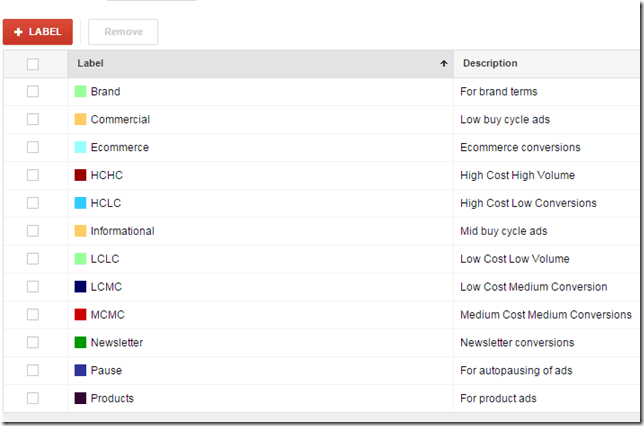 + LABEL Remove
Label Description
Brand For brand terms
Commercial Low buy cycle ads
Ecommerce Ecommerce conversions
HCHC High Cost High Volume
HCLC High Cost Low Conversions
Informational Mid buy cycle ads
LCLC Low Cost Low Volume
LCMC Low Cost Medium Conversion
MCMC Medium Cost Medium Conversions
Newsletter Newsletter conversions
Pause For autopausing of ads
Products For product ads